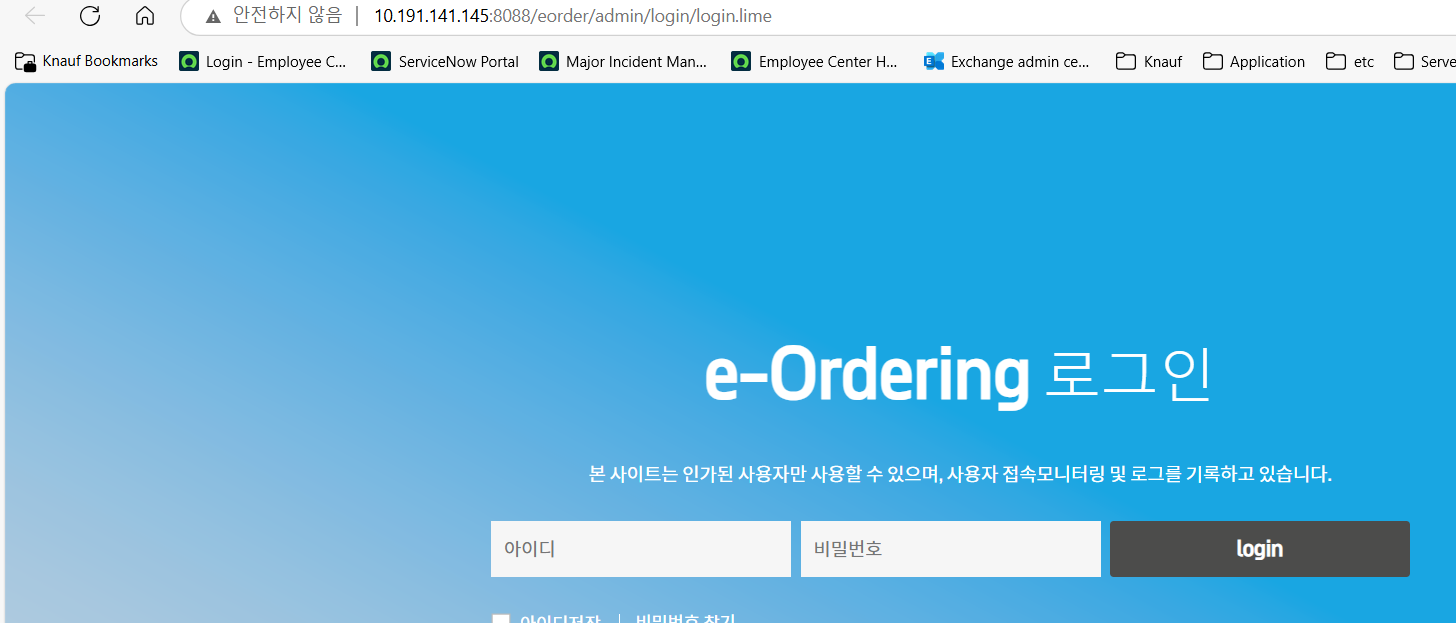 안전하지 않음 | 10.191.141.145:8088/eorder/admin/login/login.lime
Knauf Bookmarks Login - Employee C... ServiceNow Portal Major Incident Man... Employee Center H... Exchange admin ce... Knauf Application etc Serve
e-Ordering 로그인
본 사이트는 인가된 사용자만 사용할 수 있으며, 사용자 접속모니터링 및 로그를 기록하고 있습니다.
아이디 비밀번호 login
아이디저장 | 비밀번호 찾기